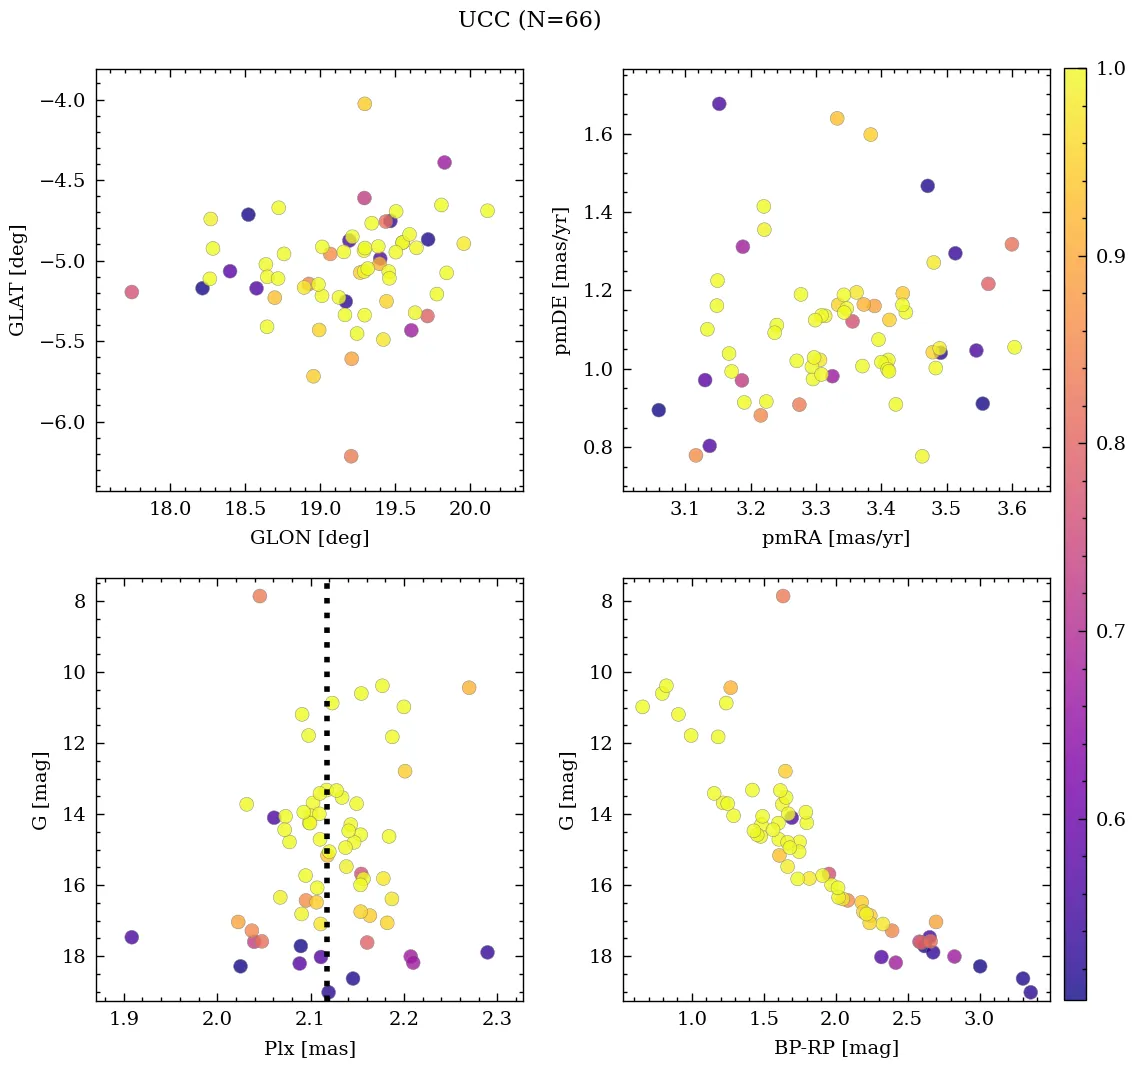 UCC (N=66)
−4.0
−4.5
−5.0
−5.5
−6.0
GLAT [deg]
18.0 18.5 19.0 19.5 20.0
GLON [deg]
1.6
1.4
1.2
1.0
0.8
pmDE [mas/yr]
3.1 3.2 3.3 3.4 3.5 3.6
pmRA [mas/yr]
1.0
0.9
0.8
0.7
0.6
8
10
12
14
16
18
G [mag]
1.9 2.0 2.1 2.2 2.3
Plx [mas]
8
10
12
14
16
18
G [mag]
1.0 1.5 2.0 2.5 3.0
BP-RP [mag]